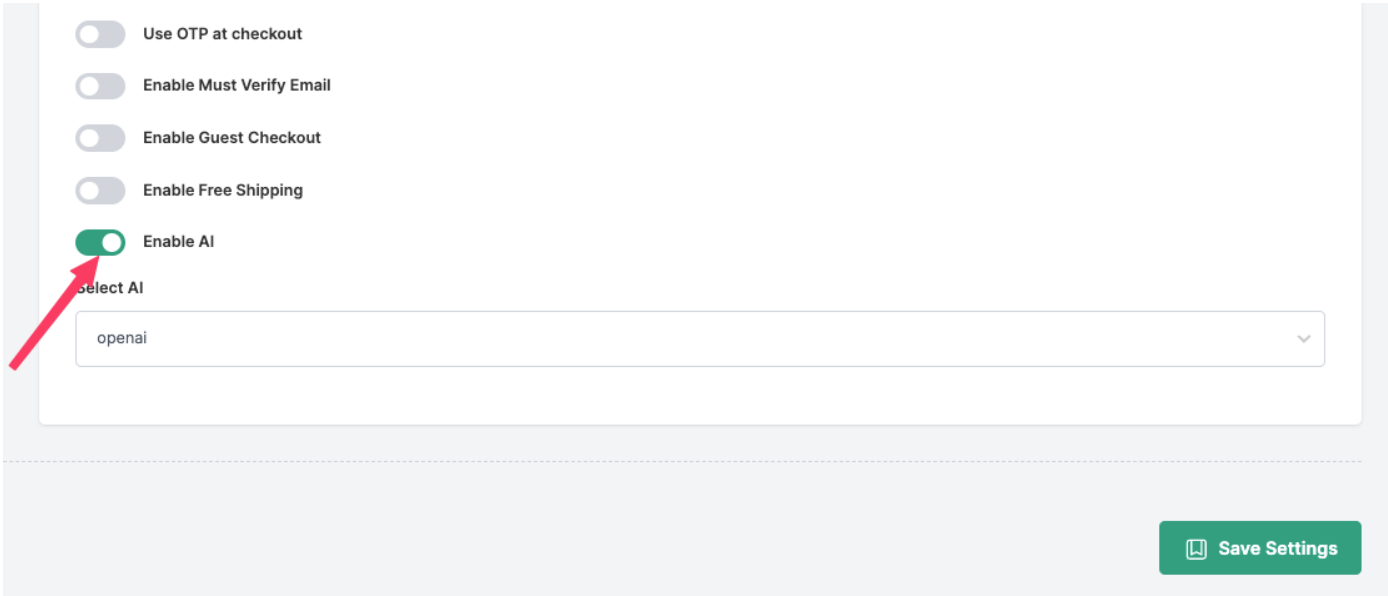 Use OTP at checkout
Enable Must Verify Email
Enable Guest Checkout
Enable Free Shipping
Enable AI
Select AI
openai
Save Settings